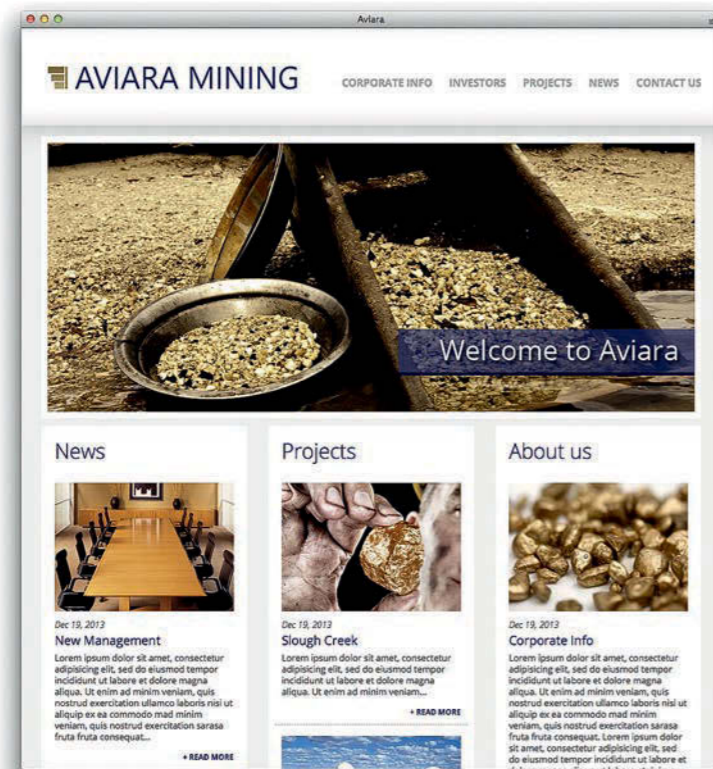 Aviara
AVIARA MINING
CORPORATE INFO INVESTORS PROJECTS NEWS CONTACT US
Welcome to Aviara
News
Dec 19, 2013
New Management
Lorem ipsum dolor sit amet, consectetur
adipisicing elit, sed do eiusmod tempor
incididunt ut labore et dolore magna
aliqua. Ut enim ad minim veniam, quis
nostrud exercitation ullamco laboris nisi ut
aliquip ex ea commodo mad minim
veniam, quis nostrud exercitation sarasa
fruta fruta consequat...
+ READ MORE
Projects
Dec 19, 2013
Slough Creek
Lorem ipsum dolor sit amet, consectetur
adipisicing elit, sed do eiusmod tempor
incididunt ut labore et dolore magna
aliqua. Ut enim ad minim veniam...
+ READ MORE
About us
Dec 19, 2013
Corporate Info
Lorem ipsum dolor sit amet, consectetur
adipisicing elit, sed do eiusmod tempor
incididunt ut labore et dolore magna
aliqua. Ut enim ad minim veniam, quis
nostrud exercitation ullamco laboris nisi ut
aliquip ex ea commodo mad minim
veniam, quis nostrud exercitation sarasa
fruta fruta consequat. Lorem ipsum dolor
sit amet, consectetur adipisicing elit, sed
do eiusmod tempor incididunt ut labore et